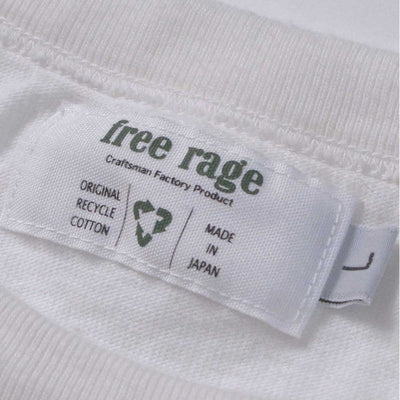 free rage
Craftsman Factory Product
ORIGINAL
RECYCLE
COTTON
MADE
IN
JAPAN
L